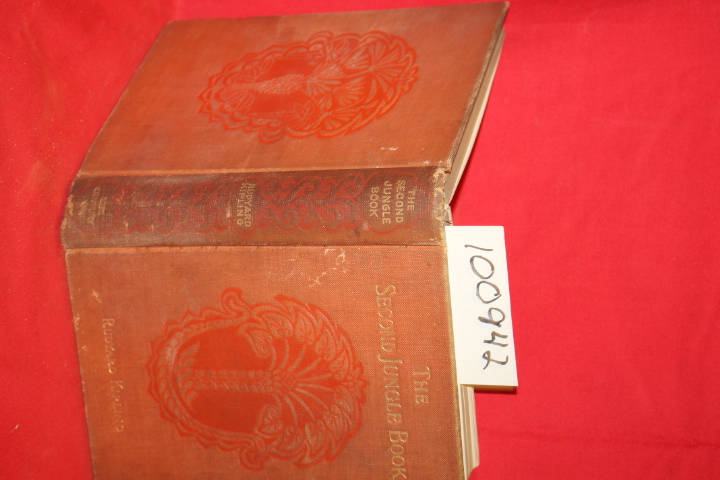 THE
SECOND
JUNGLE
BOOK
RUDYARD
KIPLING
THE
SECOND JUNGLE BOOK
RUDYARD KIPLING
100942